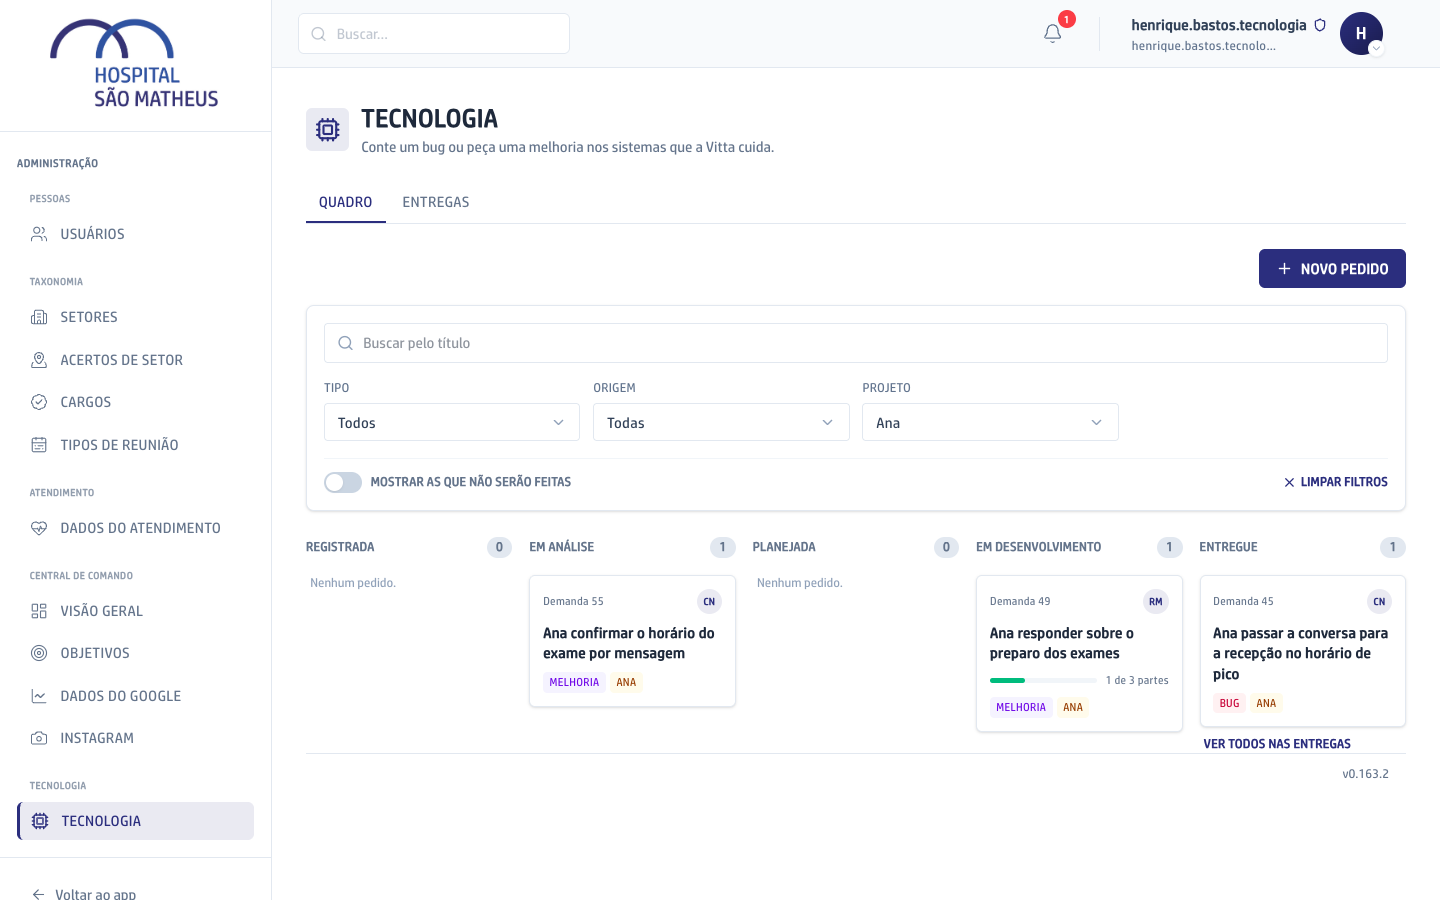 HOSPITAL
SÃO MATHEUS
ADMINISTRAÇÃO
PESSOAS
USUÁRIOS
TAXONOMIA
SETORES
ACERTOS DE SETOR
CARGOS
TIPOS DE REUNIÃO
ATENDIMENTO
DADOS DO ATENDIMENTO
CENTRAL DE COMANDO
VISÃO GERAL
OBJETIVOS
DADOS DO GOOGLE
INSTAGRAM
TECNOLOGIA
TECNOLOGIA
Voltar ao app
Buscar...
1
henrique.bastos.tecnologia
henrique.bastos.tecnolo...
H
TECNOLOGIA
Conte um bug ou peça uma melhoria nos sistemas que a Vitta cuida.
QUADRO ENTREGAS
NOVO PEDIDO
Buscar pelo título
TIPO ORIGEM PROJETO
Todos Todas Ana
MOSTRAR AS QUE NÃO SERÃO FEITAS LIMPAR FILTROS
REGISTRADA 0
Nenhum pedido.
EM ANÁLISE 1
Demanda 55 CN
Ana confirmar o horário do
exame por mensagem
MELHORIA ANA
PLANEJADA 0
Nenhum pedido.
EM DESENVOLVIMENTO 1
Demanda 49 RM
Ana responder sobre o
preparo dos exames
1 de 3 partes
MELHORIA ANA
ENTREGUE 1
Demanda 45 CN
Ana passar a conversa para
a recepção no horário de
pico
BUG ANA
VER TODOS NAS ENTREGAS
v0.163.2